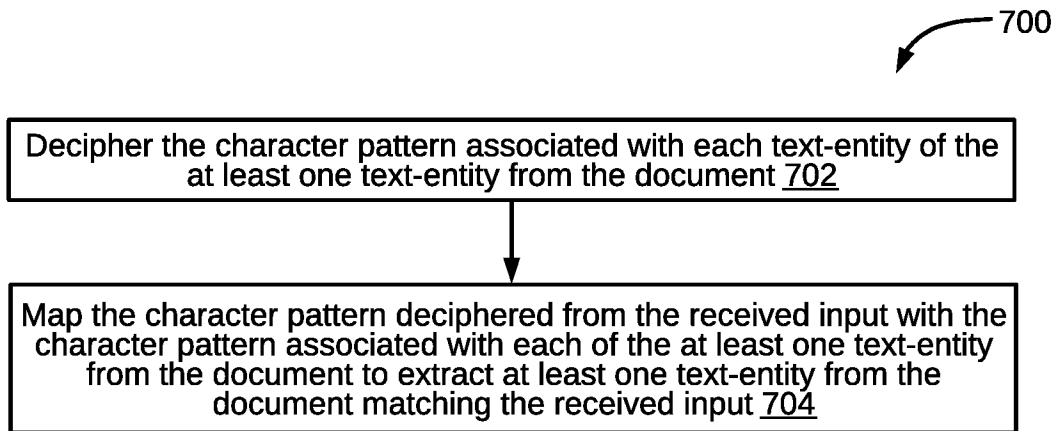 700
Decipher the character pattern associated with each text-entity of the
at least one text-entity from the document 702
Map the character pattern deciphered from the received input with the
character pattern associated with each of the at least one text-entity
from the document to extract at least one text-entity from the
document matching the received input 704